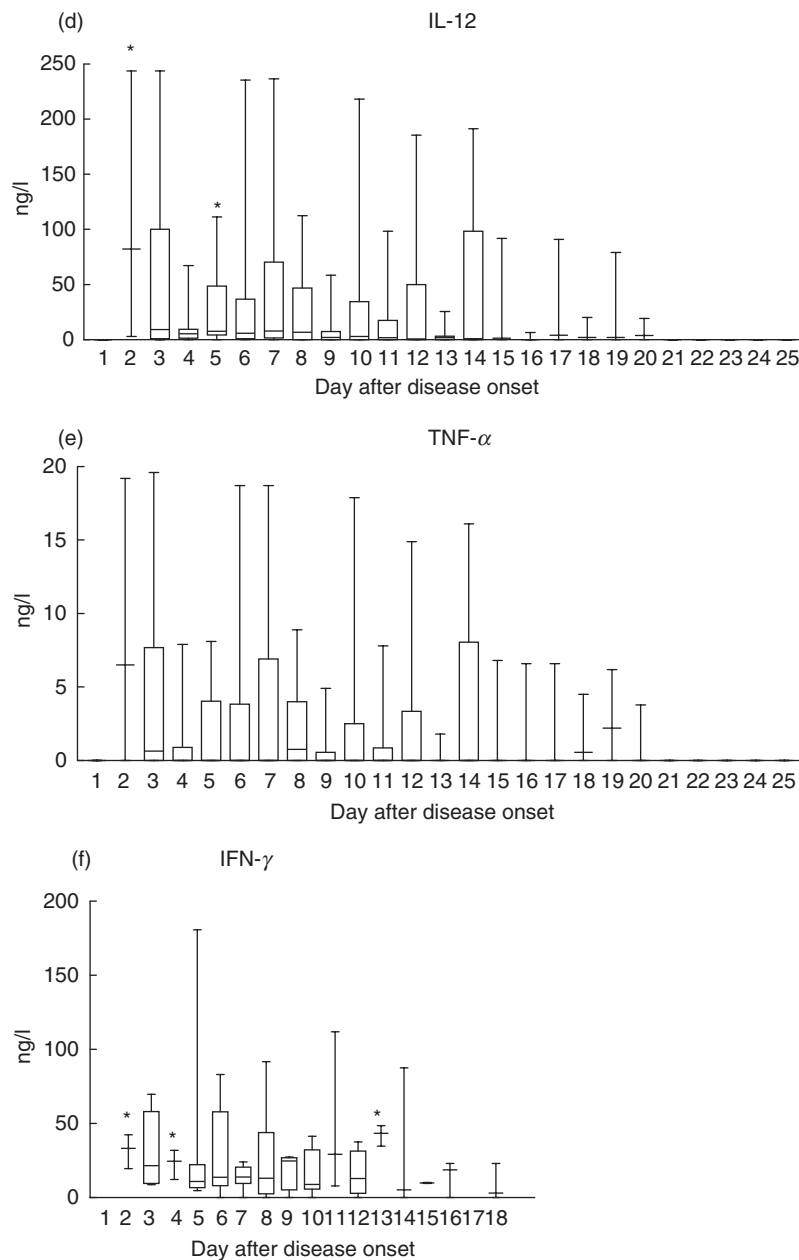 (d) IL-12
*
250
200
150
*
100
50
0
ng/l
1 2 3 4 5 6 7 8 9 10 11 12 13 14 15 16 17 18 19 20 21 22 23 24 25
Day after disease onset
(e) TNF-α
20
15
10
5
0
ng/l
1 2 3 4 5 6 7 8 9 10 11 12 13 14 15 16 17 18 19 20 21 22 23 24 25
Day after disease onset
(f) IFN-γ
200
150
100
50
0
ng/l
* * *
1 2 3 4 5 6 7 8 9 10 11 12 13 14 15 16 17 18
Day after disease onset